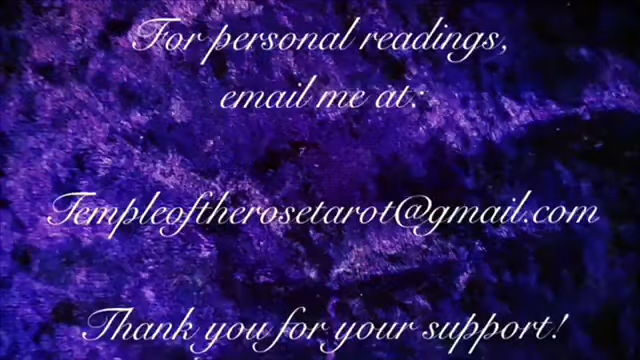 For personal readings,
email me at:
Templeoftherosetarot@gmail.com
Thank you for your support!